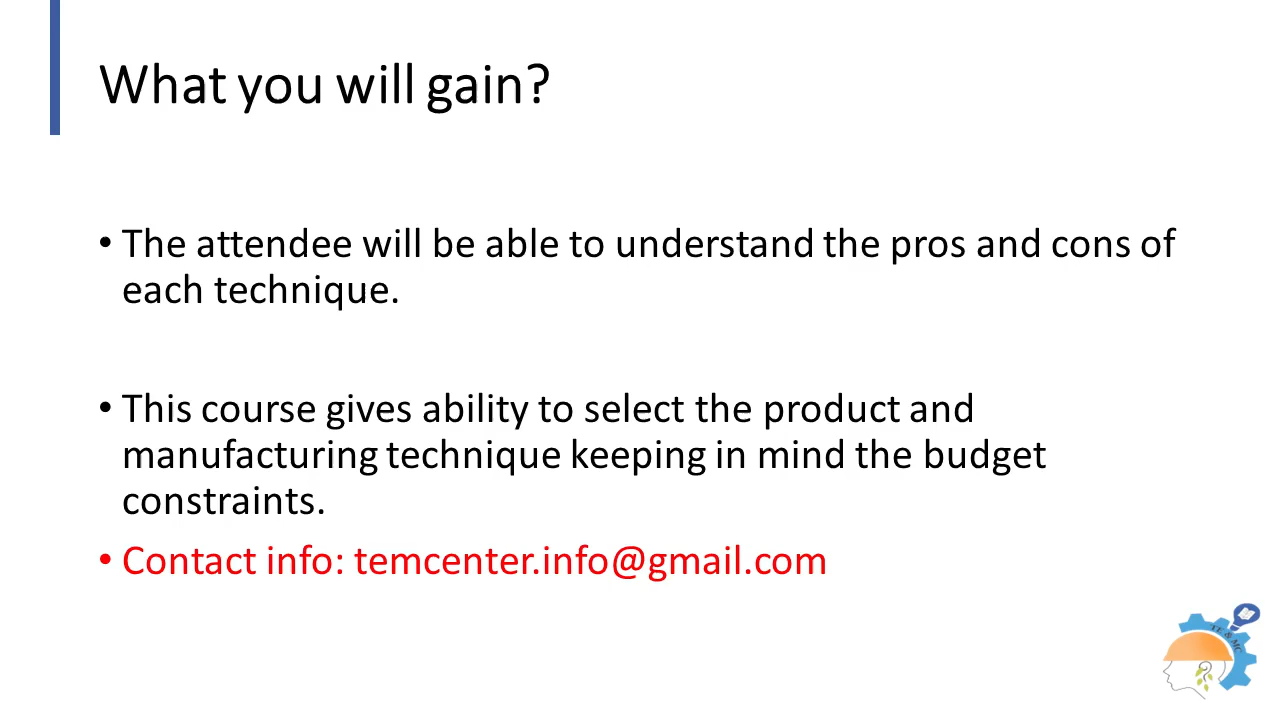 What you will gain?
• The attendee will be able to understand the pros and cons of
each technique.
• This course gives ability to select the product and
manufacturing technique keeping in mind the budget
constraints.
• Contact info: temcenter.info@gmail.com
TE & MC